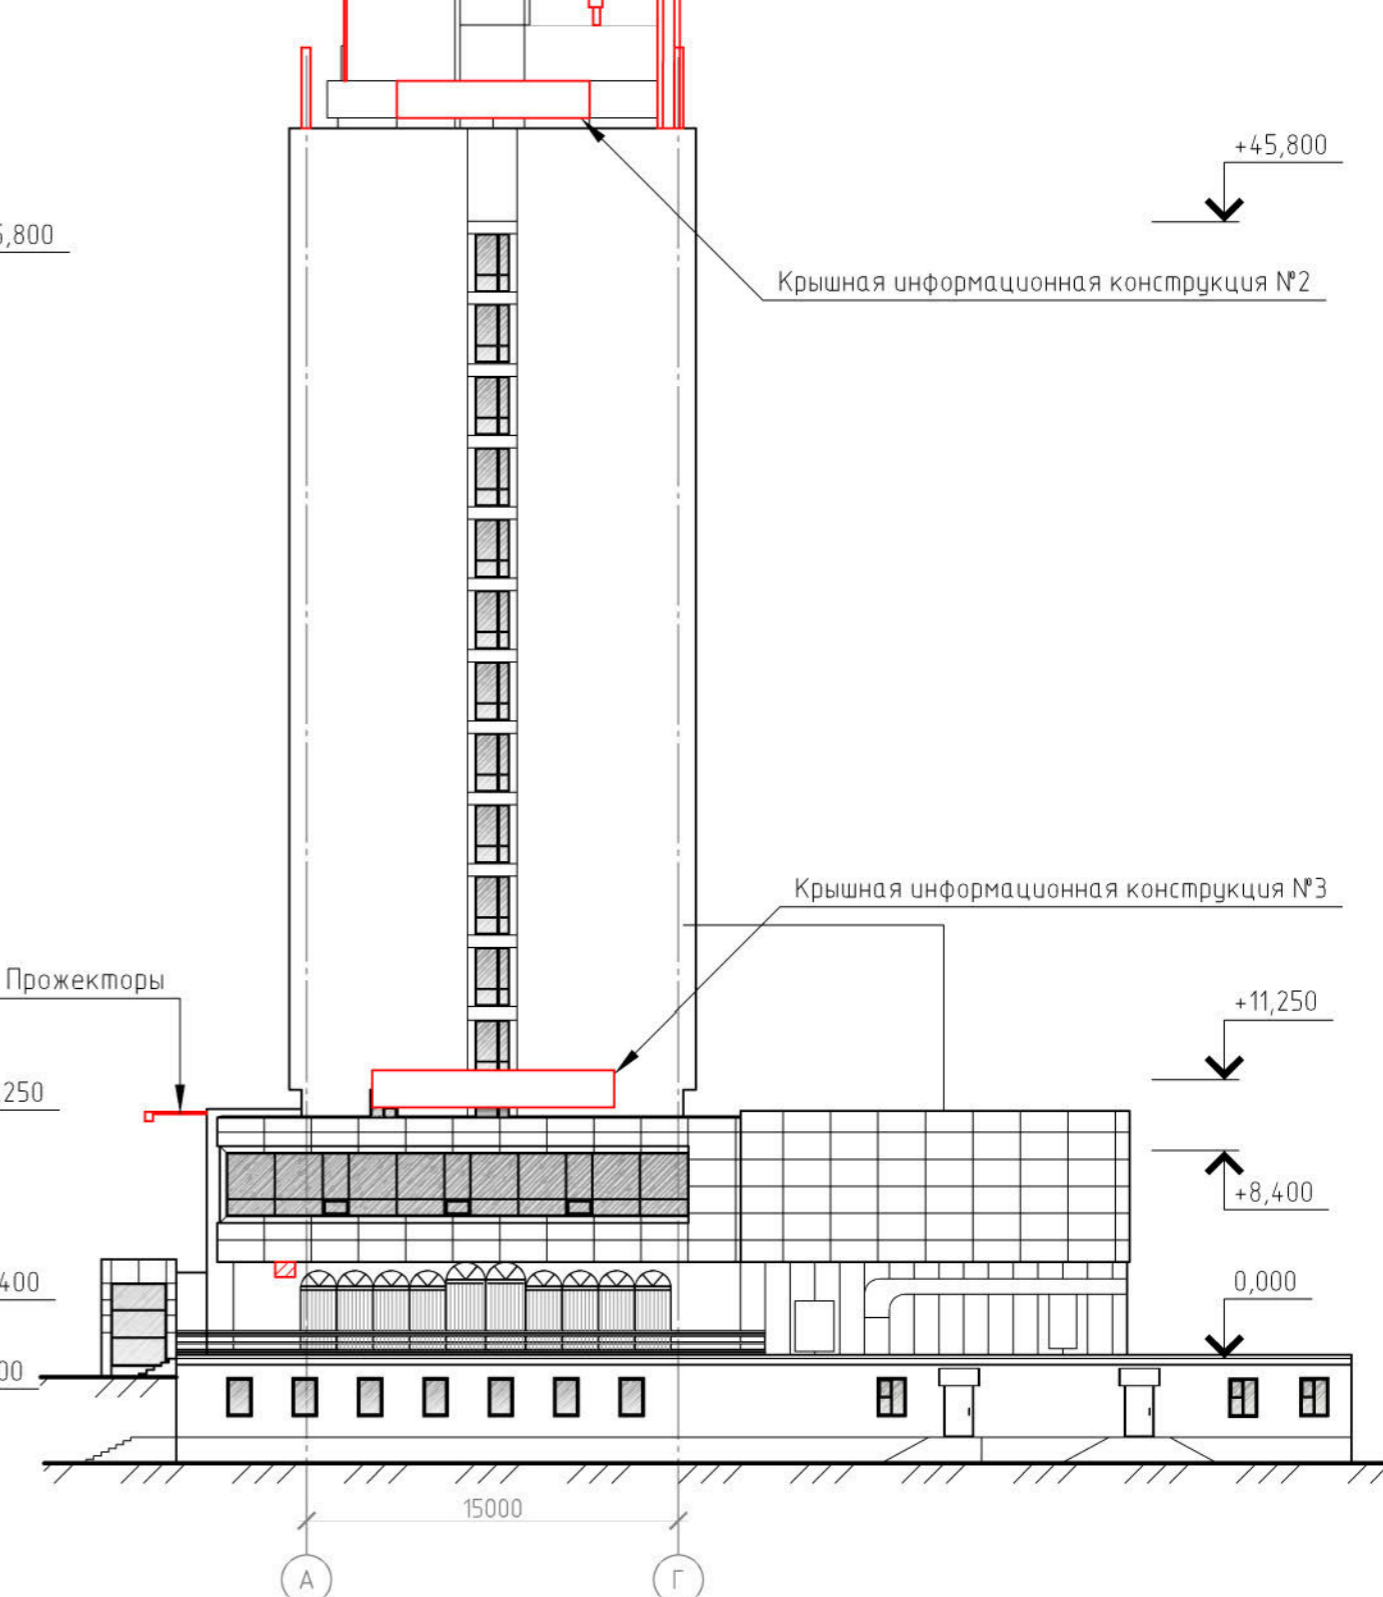 +45,800
5,800
Крышная информационная конструкция №2
Крышная информационная конструкция №3
Прожекторы
+11,250
250
+8,400
400
0,000
00
15000
А
Г